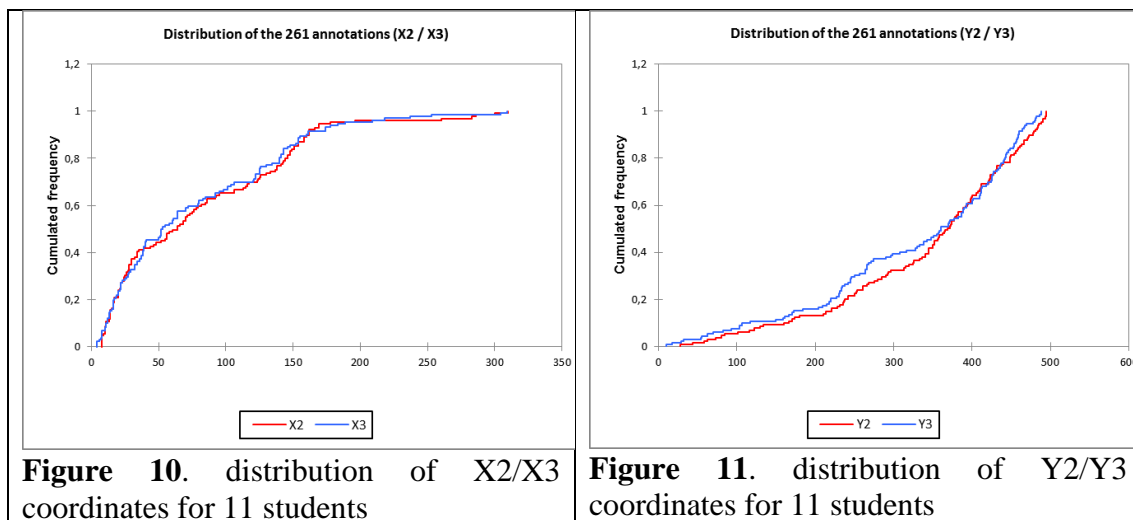 Distribution of the 261 annotations (X2 / X3)
Cumulated frequency
1,2
1
0,8
0,6
0,4
0,2
0
0 50 100 150 200 250 300 350
X2 X3
Figure 10. distribution of X2/X3
coordinates for 11 students
Distribution of the 261 annotations (Y2 / Y3)
Cumulated frequency
1,2
1
0,8
0,6
0,4
0,2
0
0 100 200 300 400 500 600
Y2 Y3
Figure 11. distribution of Y2/Y3
coordinates for 11 students